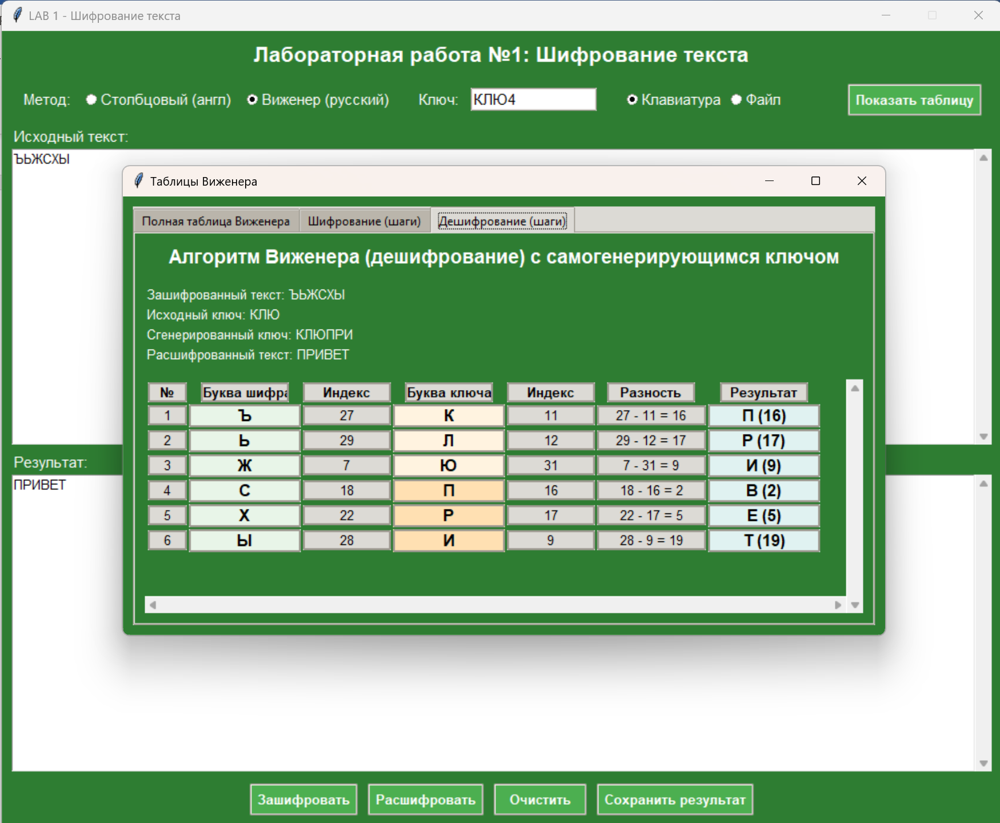 LAB 1 - Шифрование текста
Лабораторная работа №1: Шифрование текста
Метод: Столбцовый (англ) Виженер (русский) Ключ: КЛЮ4 Клавиатура Файл Показать таблицу
Исходный текст:
ЪЬЖСХЫ
Таблицы Виженера
Полная таблица Виженера Шифрование (шаги) Дешифрование (шаги)
Алгоритм Виженера (дешифрование) с самогенерирующимся ключом
Зашифрованный текст: ЪЬЖСХЫ
Исходный ключ: КЛЮ
Сгенерированный ключ: КЛЮПРИ
Расшифрованный текст: ПРИВЕТ
№ Буква шифра Индекс Буква ключа Индекс Разность Результат
1 Ъ 27 К 11 27 - 11 = 16 П (16)
2 Ь 29 Л 12 29 - 12 = 17 Р (17)
3 Ж 7 Ю 31 7 - 31 = 9 И (9)
4 С 18 П 16 18 - 16 = 2 В (2)
5 Х 22 Р 17 22 - 17 = 5 Е (5)
6 Ы 28 И 9 28 - 9 = 19 Т (19)
Результат:
ПРИВЕТ
Зашифровать Расшифровать Очистить Сохранить результат